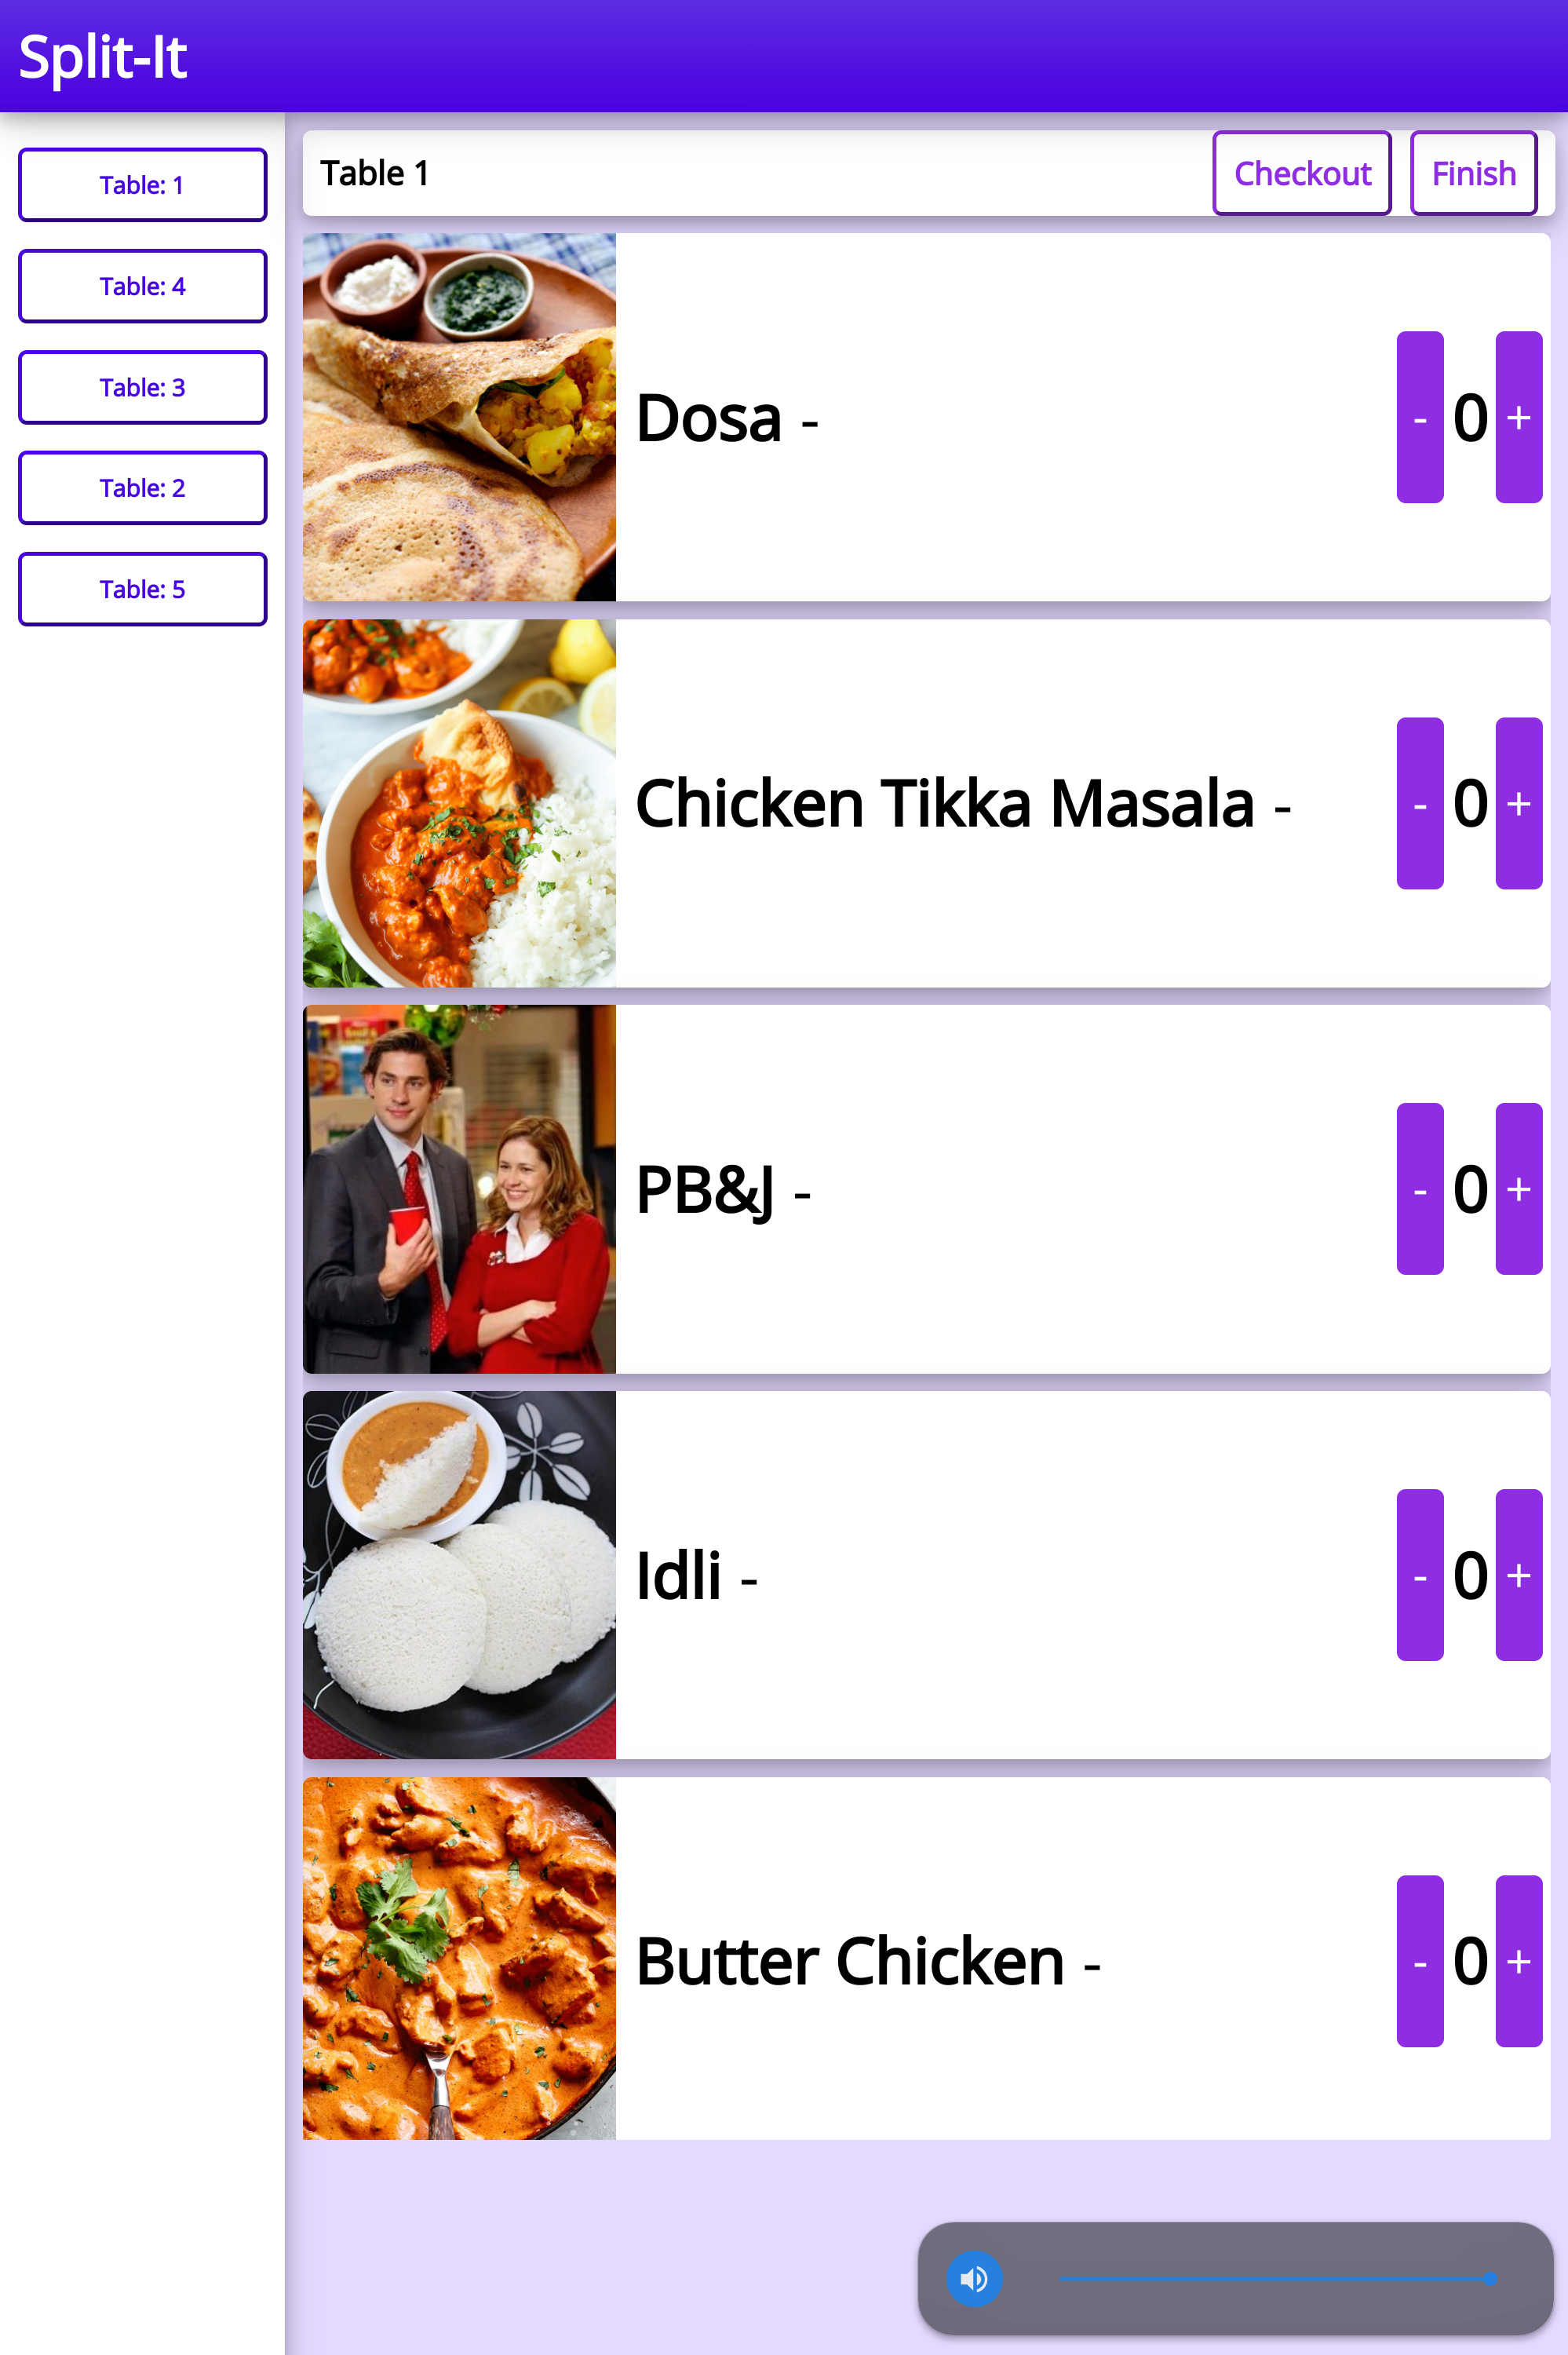 Split-It
Table: 1
Table: 4
Table: 3
Table: 2
Table: 5
Table 1
Checkout
Finish
Dosa -
- 0 +
Chicken Tikka Masala -
- 0 +
PB&J -
- 0 +
Idli -
- 0 +
Butter Chicken -
- 0 +